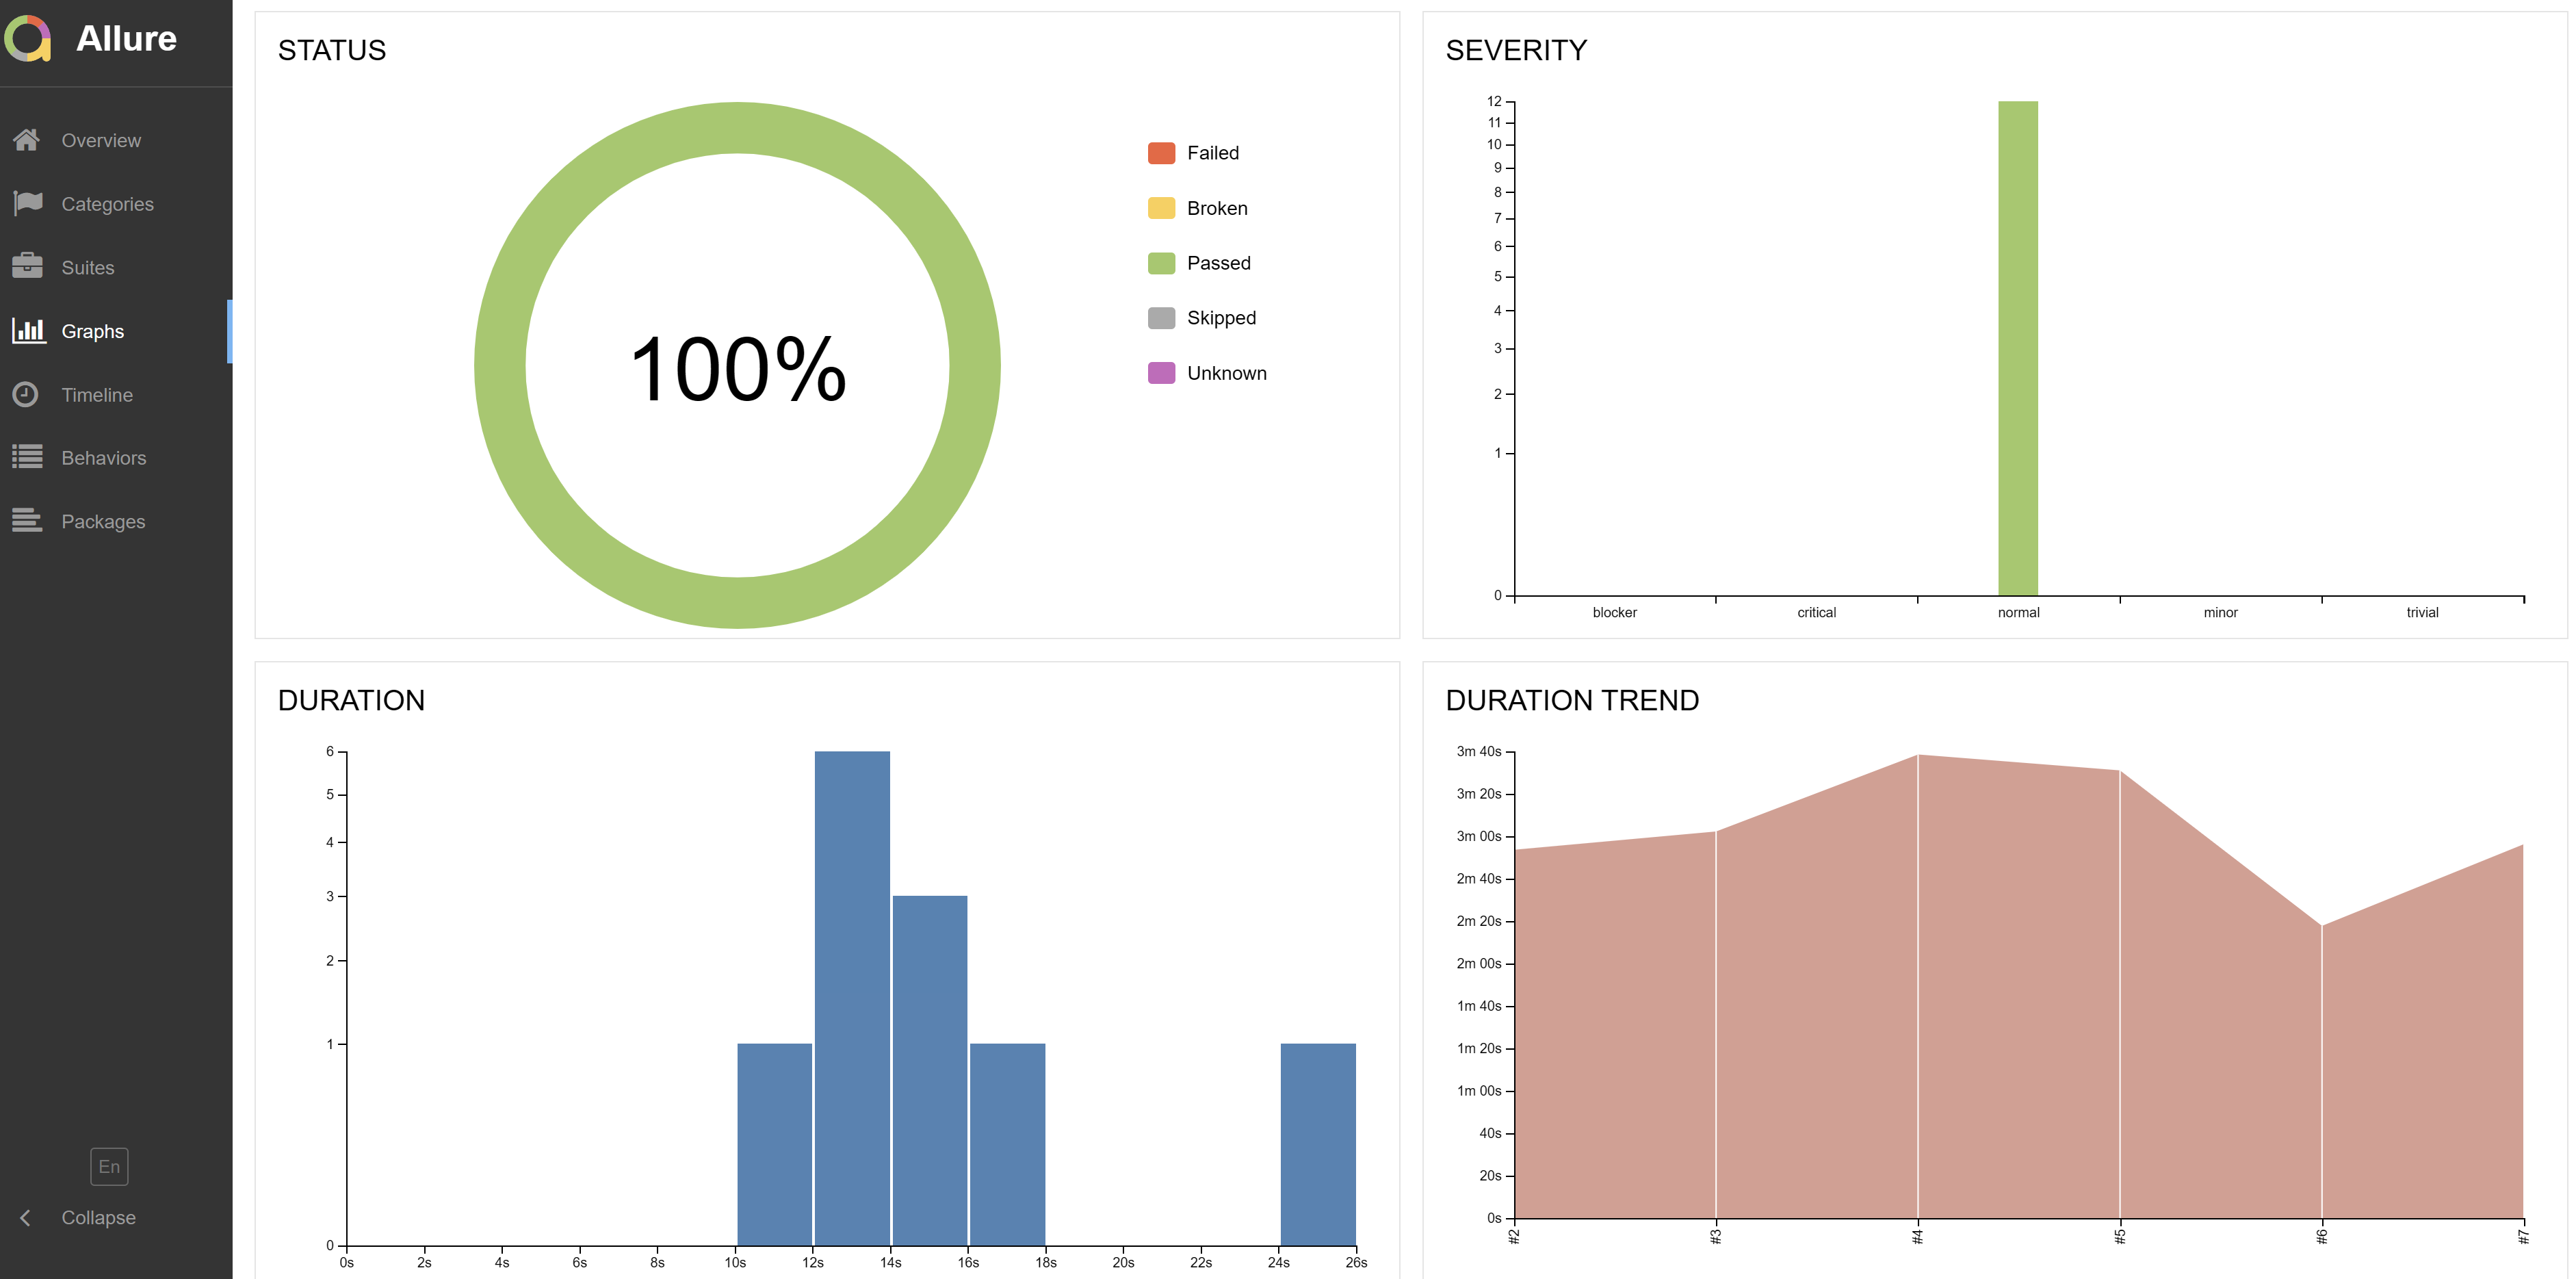 Allure
Overview
Categories
Suites
Graphs
Timeline
Behaviors
Packages
En
Collapse
STATUS
100%
Failed
Broken
Passed
Skipped
Unknown
SEVERITY
12
11
10
9
8
7
6
5
4
3
2
1
0
blocker critical normal minor trivial
DURATION
6
5
4
3
2
1
0
0s 2s 4s 6s 8s 10s 12s 14s 16s 18s 20s 22s 24s 26s
DURATION TREND
3m 40s
3m 20s
3m 00s
2m 40s
2m 20s
2m 00s
1m 40s
1m 20s
1m 00s
40s
20s
0s
#2 #3 #4 #5 #6 #7